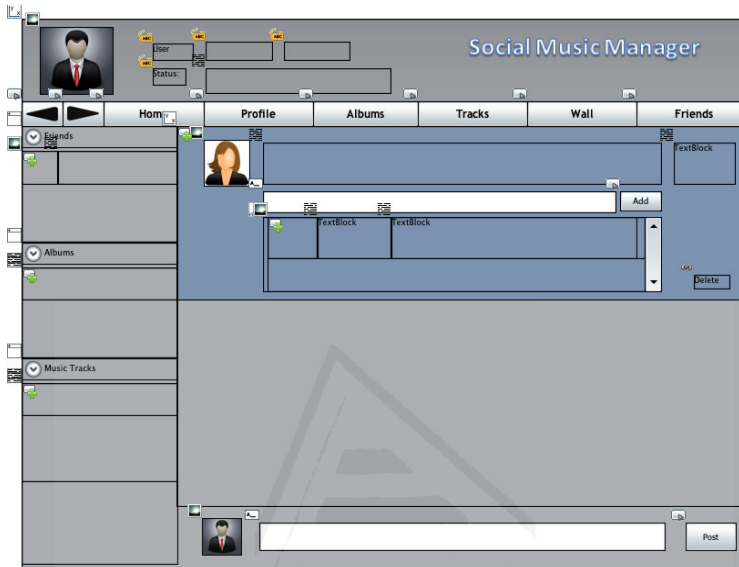 Social Music Manager
User
Status:
Home
Profile
Albums
Tracks
Wall
Friends
Friends
TextBlock
Add
TextBlock
TextBlock
Albums
Delete
Music Tracks
Post